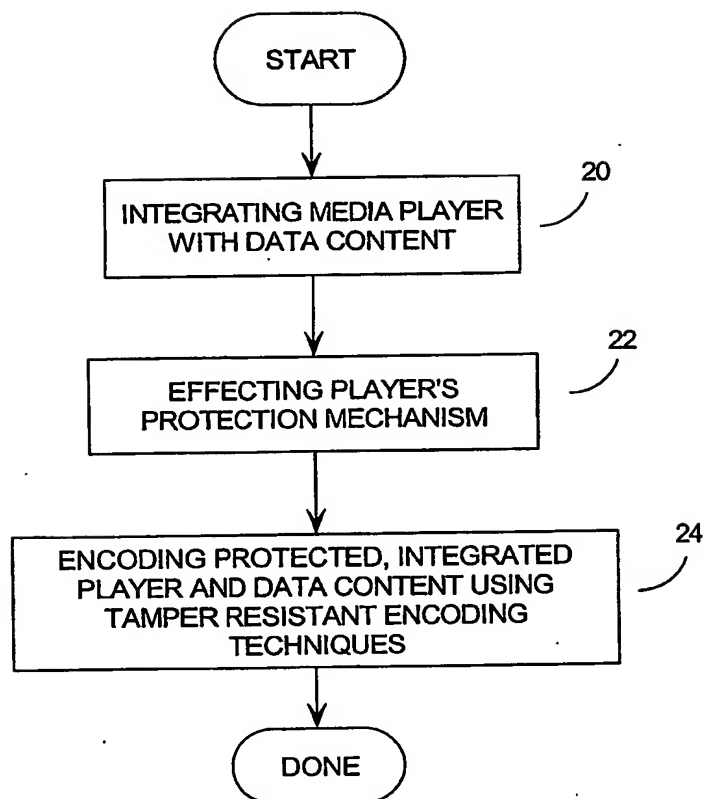 START
20
INTEGRATING MEDIA PLAYER
WITH DATA CONTENT
22
EFFECTING PLAYER'S
PROTECTION MECHANISM
24
ENCODING PROTECTED, INTEGRATED
PLAYER AND DATA CONTENT USING
TAMPER RESISTANT ENCODING
TECHNIQUES
DONE